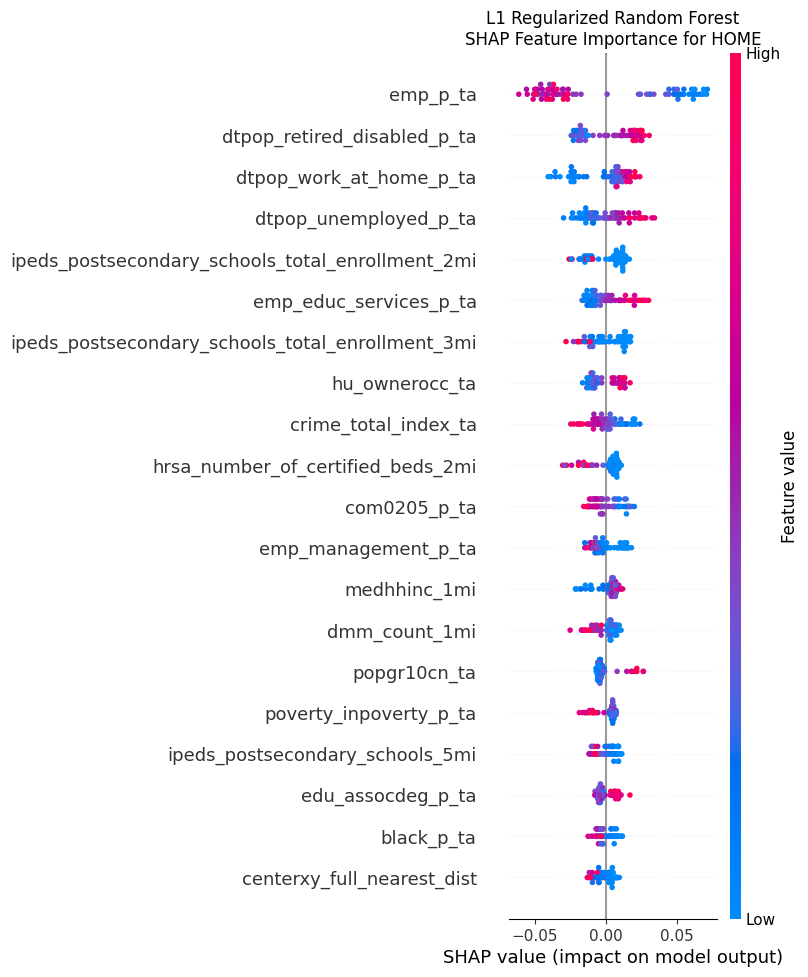 L1 Regularized Random Forest
SHAP Feature Importance for HOME
High
emp_p_ta
dtpop_retired_disabled_p_ta
dtpop_work_at_home_p_ta
dtpop_unemployed_p_ta
ipeds_postsecondary_schools_total_enrollment_2mi
emp_educ_services_p_ta
ipeds_postsecondary_schools_total_enrollment_3mi
hu_ownerocc_ta
crime_total_index_ta
hrsa_number_of_certified_beds_2mi
com0205_p_ta
emp_management_p_ta
medhhinc_1mi
dmm_count_1mi
popgr10cn_ta
poverty_inpoverty_p_ta
ipeds_postsecondary_schools_5mi
edu_assocdeg_p_ta
black_p_ta
centerxy_full_nearest_dist
Feature value
Low
−0.05 0.00 0.05
SHAP value (impact on model output)